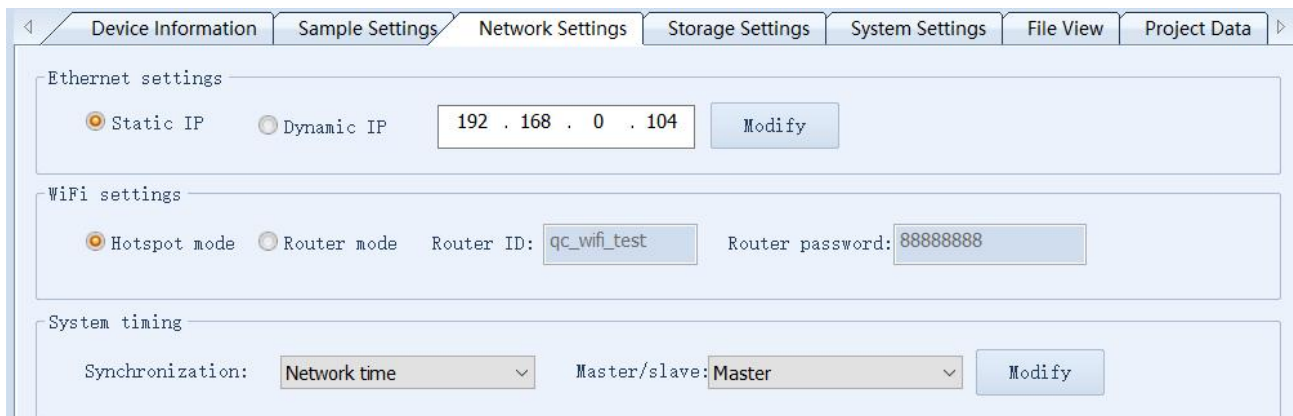 Device Information Sample Settings Network Settings Storage Settings System Settings File View Project Data
Ethernet settings
Static IP Dynamic IP 192 . 168 . 0 . 104 Modify
WiFi settings
Hotspot mode Router mode Router ID: qc_wifi_test Router password: 88888888
System timing
Synchronization: Network time Master/slave: Master Modify